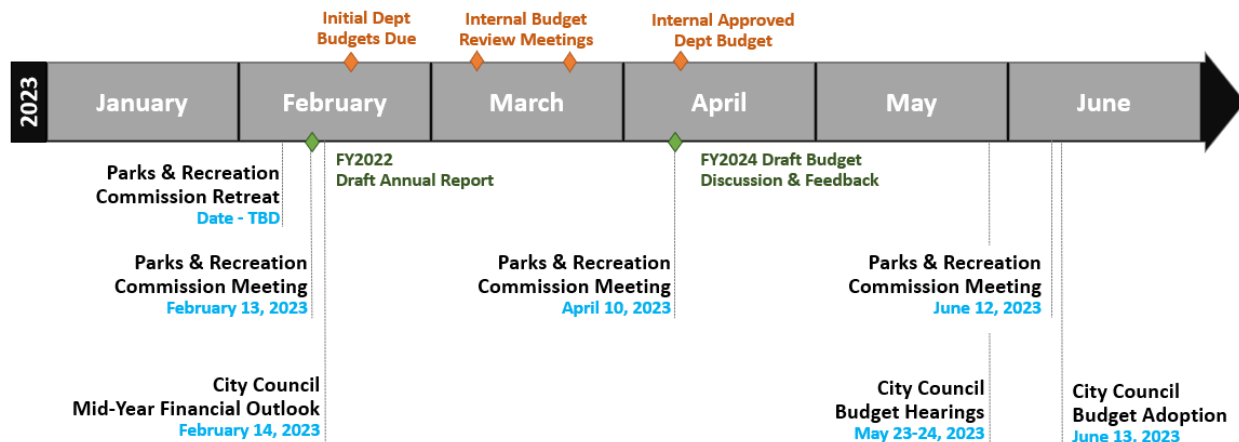 Initial Dept
Budgets Due
Internal Budget
Review Meetings
Internal Approved
Dept Budget
2023
January
February
March
April
May
June
Parks & Recreation
Commission Retreat
Date - TBD
FY2022
Draft Annual Report
FY2024 Draft Budget
Discussion & Feedback
Parks & Recreation
Commission Meeting
February 13, 2023
Parks & Recreation
Commission Meeting
April 10, 2023
Parks & Recreation
Commission Meeting
June 12, 2023
City Council
Mid-Year Financial Outlook
February 14, 2023
City Council
Budget Hearings
May 23-24, 2023
City Council
Budget Adoption
June 13, 2023